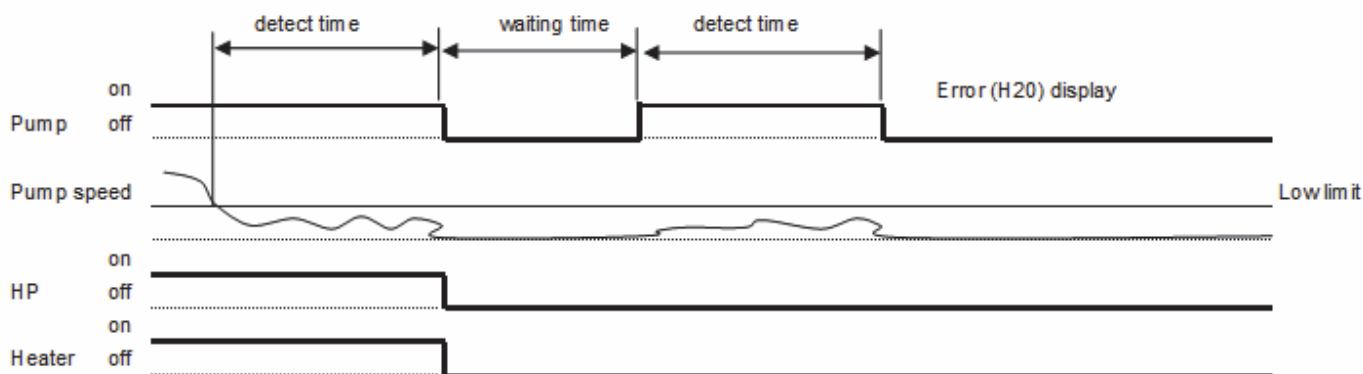 detect time waiting time detect time
on Error (H20) display
Pump off
Pump speed Low limit
on
HP off
on
Heater off